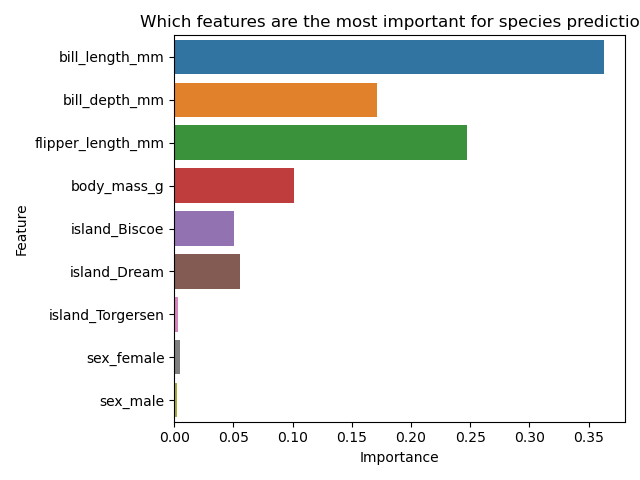 Which features are the most important for species predictio
bill_length_mm
bill_depth_mm
flipper_length_mm
body_mass_g
island_Biscoe
island_Dream
island_Torgersen
sex_female
sex_male
Feature
0.00 0.05 0.10 0.15 0.20 0.25 0.30 0.35
Importance